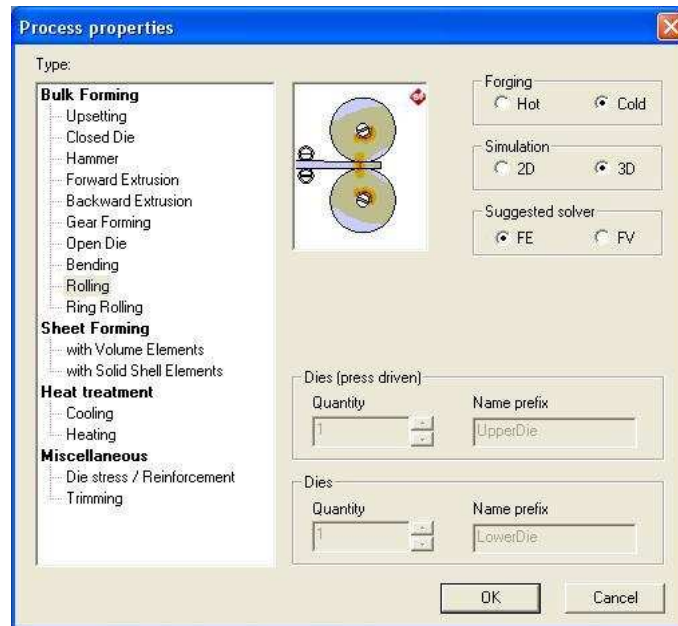 Process properties
Type:
Bulk Forming
Upsetting
Closed Die
Hammer
Forward Extrusion
Backward Extrusion
Gear Forming
Open Die
Bending
Rolling
Ring Rolling
Sheet Forming
with Volume Elements
with Solid Shell Elements
Heat treatment
Cooling
Heating
Miscellaneous
Die stress / Reinforcement
Trimming
Forging
Hot Cold
Simulation
2D 3D
Suggested solver
FE FV
Dies (press driven)
Quantity Name prefix
1 UpperDie
Dies
Quantity Name prefix
1 LowerDie
OK Cancel